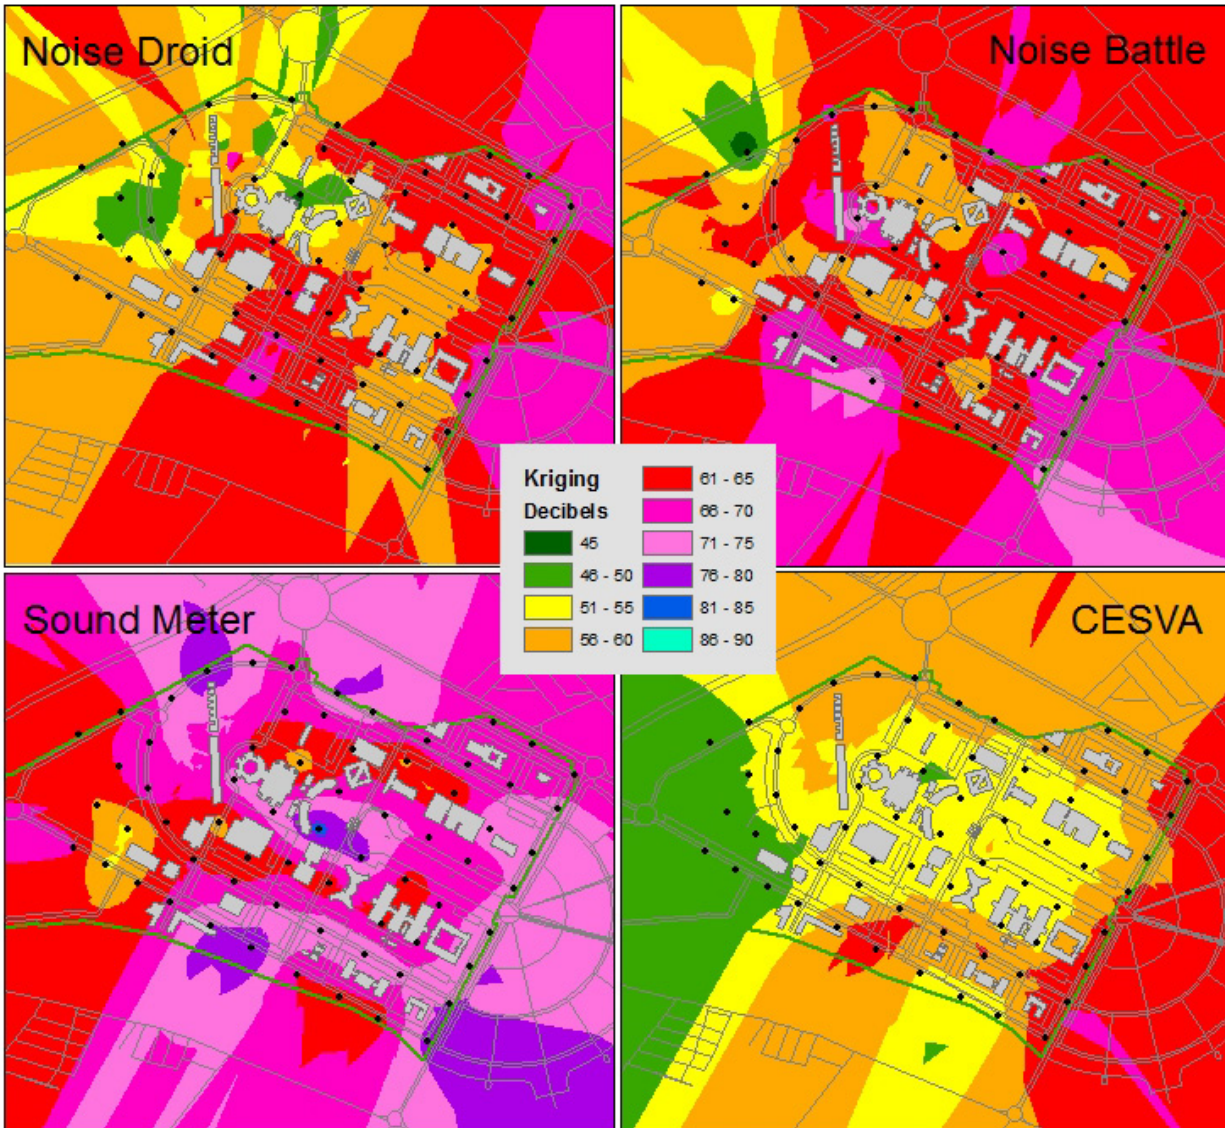 Noise Droid
Noise Battle
Kriging
Decibels
45
46 - 50
51 - 55
56 - 60
61 - 65
66 - 70
71 - 75
76 - 80
81 - 85
86 - 90
Sound Meter
CESVA